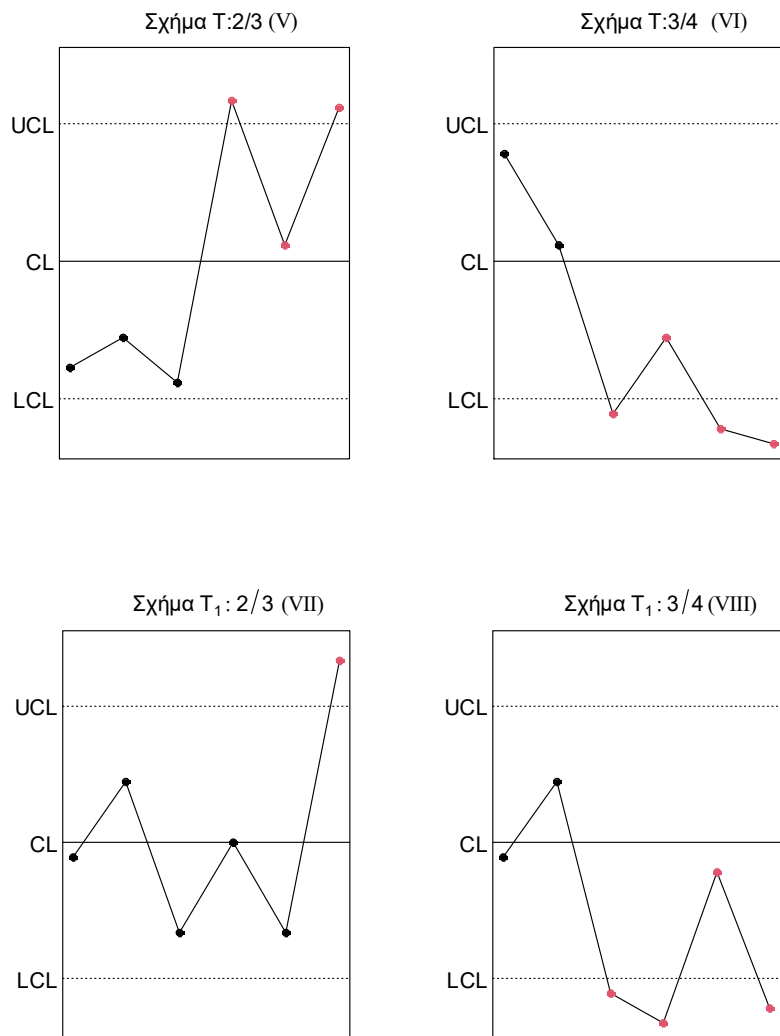 Σχήμα T:2/3 (V)
UCL
CL
LCL
Σχήμα T:3/4 (VI)
UCL
CL
LCL
Σχήμα T₁: 2/3 (VII)
UCL
CL
LCL
Σχήμα T₁: 3/4 (VIII)
UCL
CL
LCL